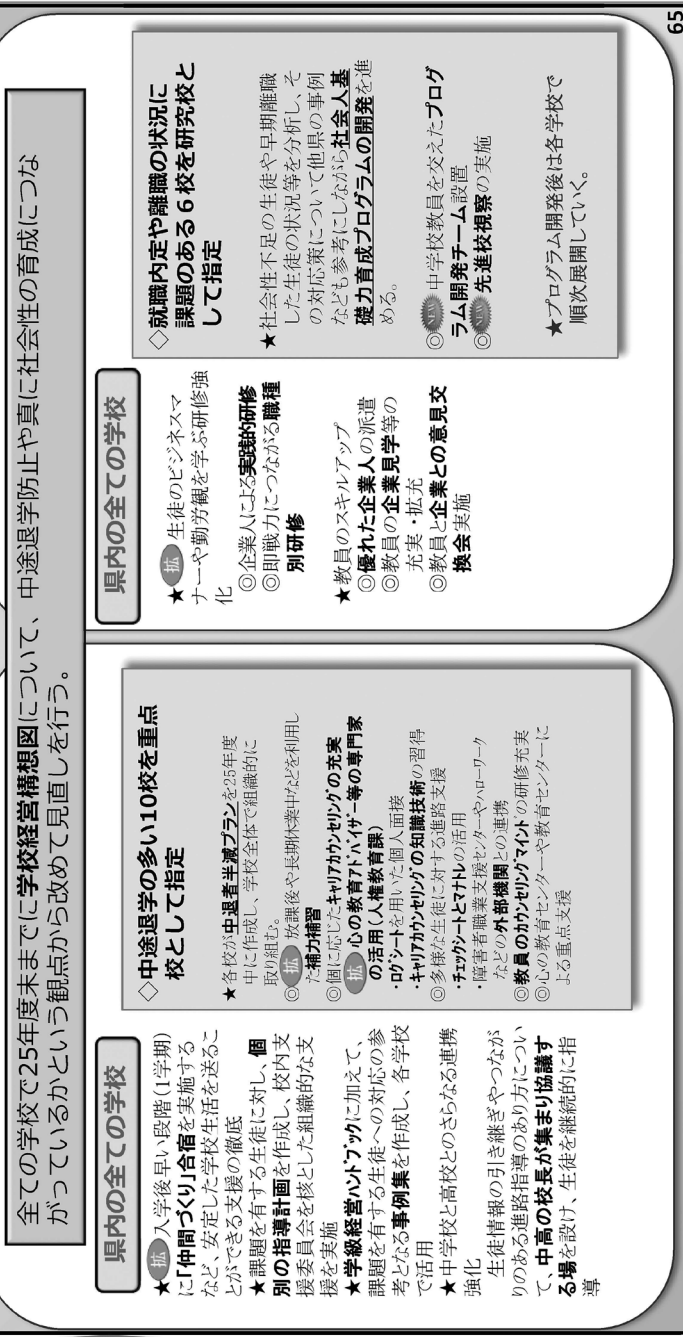 全ての学校で25年度末までに学校経営構想図について、中途退学防止や真に社会性の育成につな
がっているかという観点から改めて見直しを行う。
県内の全ての学校
★拡 入学後早い段階(1学期)
に「仲間づくり」合宿を実施する
など、安定した学校生活を送るこ
とができる支援の徹底
★課題を有する生徒に対し、個
別の指導計画を作成し、校内支
援委員会を核とした組織的な支
援を実施
★学級経営ハンドブックに加えて、
課題を有する生徒への対応の参
考となる事例集を作成し、各学校
で活用
★中学校と高校とのさらなる連携
強化
生徒情報の引き継ぎやつなが
りのある進路指導のあり方につい
て、中高の校長が集まり協議す
る場を設け、生徒を継続的に指
導
◇中途退学の多い10校を重点
校として指定
★各校が中退者半減プランを25年度
中に作成し、学校全体で組織的に
取り組む。
◎拡 放課後や長期休業中などを利用し
た補力補習
◎個に応じたキャリアカウンセリングの充実
拡 心の教育アドバイザー等の専門家
の活用(人権教育課)
・ログシートを用いた個人面接
・キャリアカウンセリングの知識技術の習得
◎多様な生徒に対する進路支援
・チェックシートとマナトレの活用
・障害者職業支援センターやハローワーク
などの外部機関との連携
◎教員のカウンセリングマインドの研修充実
◎心の教育センターや教育センターに
よる重点支援
県内の全ての学校
★拡 生徒のビジネスマ
ナーや勤労観を学ぶ研修強
化
◎企業人による実践的研修
◎即戦力につながる職種
別研修
★教員のスキルアップ
◎優れた企業人の派遣
◎教員の企業見学等の
充実・拡充
◎教員と企業との意見交
換会実施
◇就職内定や離職の状況に
課題のある6校を研究校と
して指定
★社会性不足の生徒や早期離職
した生徒の状況等を分析し、そ
の対応策について他県の事例
なども参考にしながら社会人基
礎力育成プログラムの開発を進
める。
◎NEW 中学校教員を交えたプログ
ラム開発チーム設置
◎NEW 先進校視察の実施
★プログラム開発後は各学校で
順次展開していく。
65